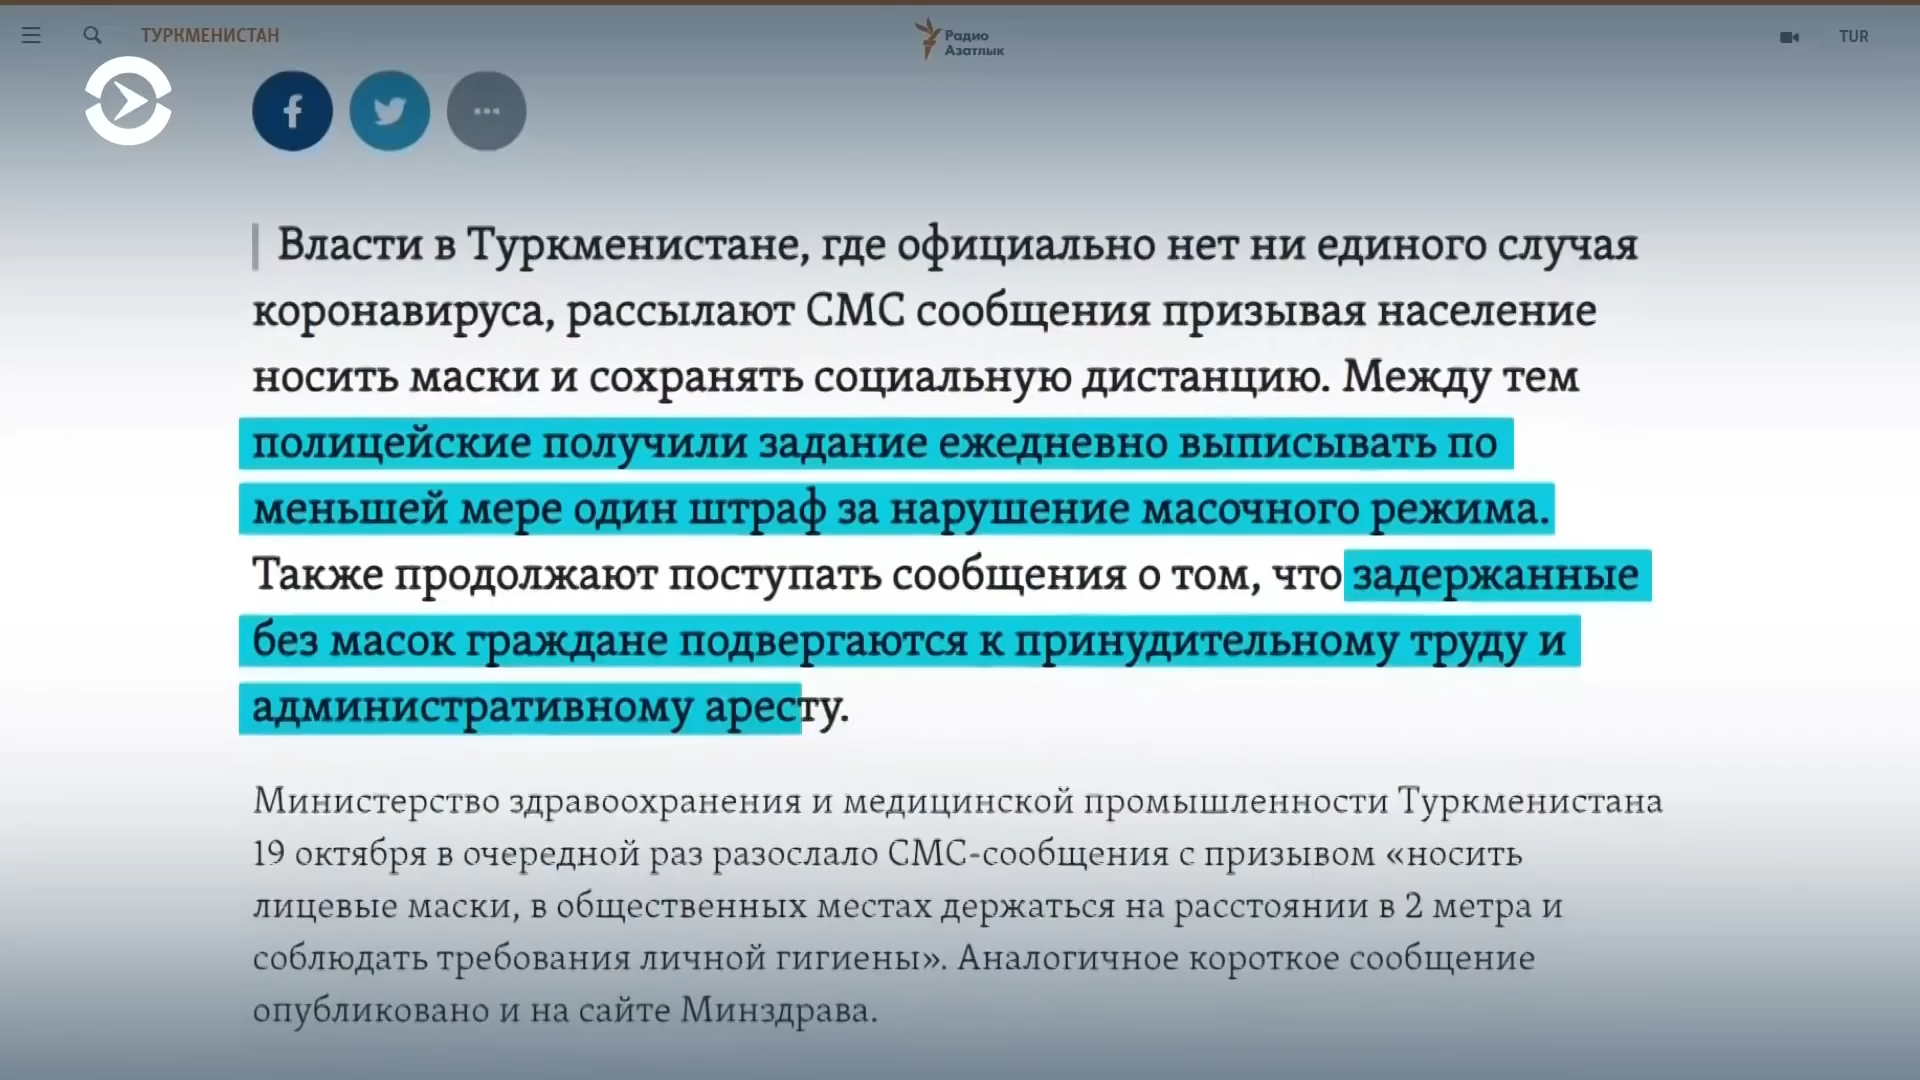 ТУРКМЕНИСТАН
Радио
Азатлык
TUR
Власти в Туркменистане, где официально нет ни единого случая
коронавируса, рассылают СМС сообщения призывая население
носить маски и сохранять социальную дистанцию. Между тем
полицейские получили задание ежедневно выписывать по
меньшей мере один штраф за нарушение масочного режима.
Также продолжают поступать сообщения о том, что задержанные
без масок граждане подвергаются к принудительному труду и
административному аресту.
Министерство здравоохранения и медицинской промышленности Туркменистана
19 октября в очередной раз разослало СМС-сообщения с призывом «носить
лицевые маски, в общественных местах держаться на расстоянии в 2 метра и
соблюдать требования личной гигиены». Аналогичное короткое сообщение
опубликовано и на сайте Минздрава.